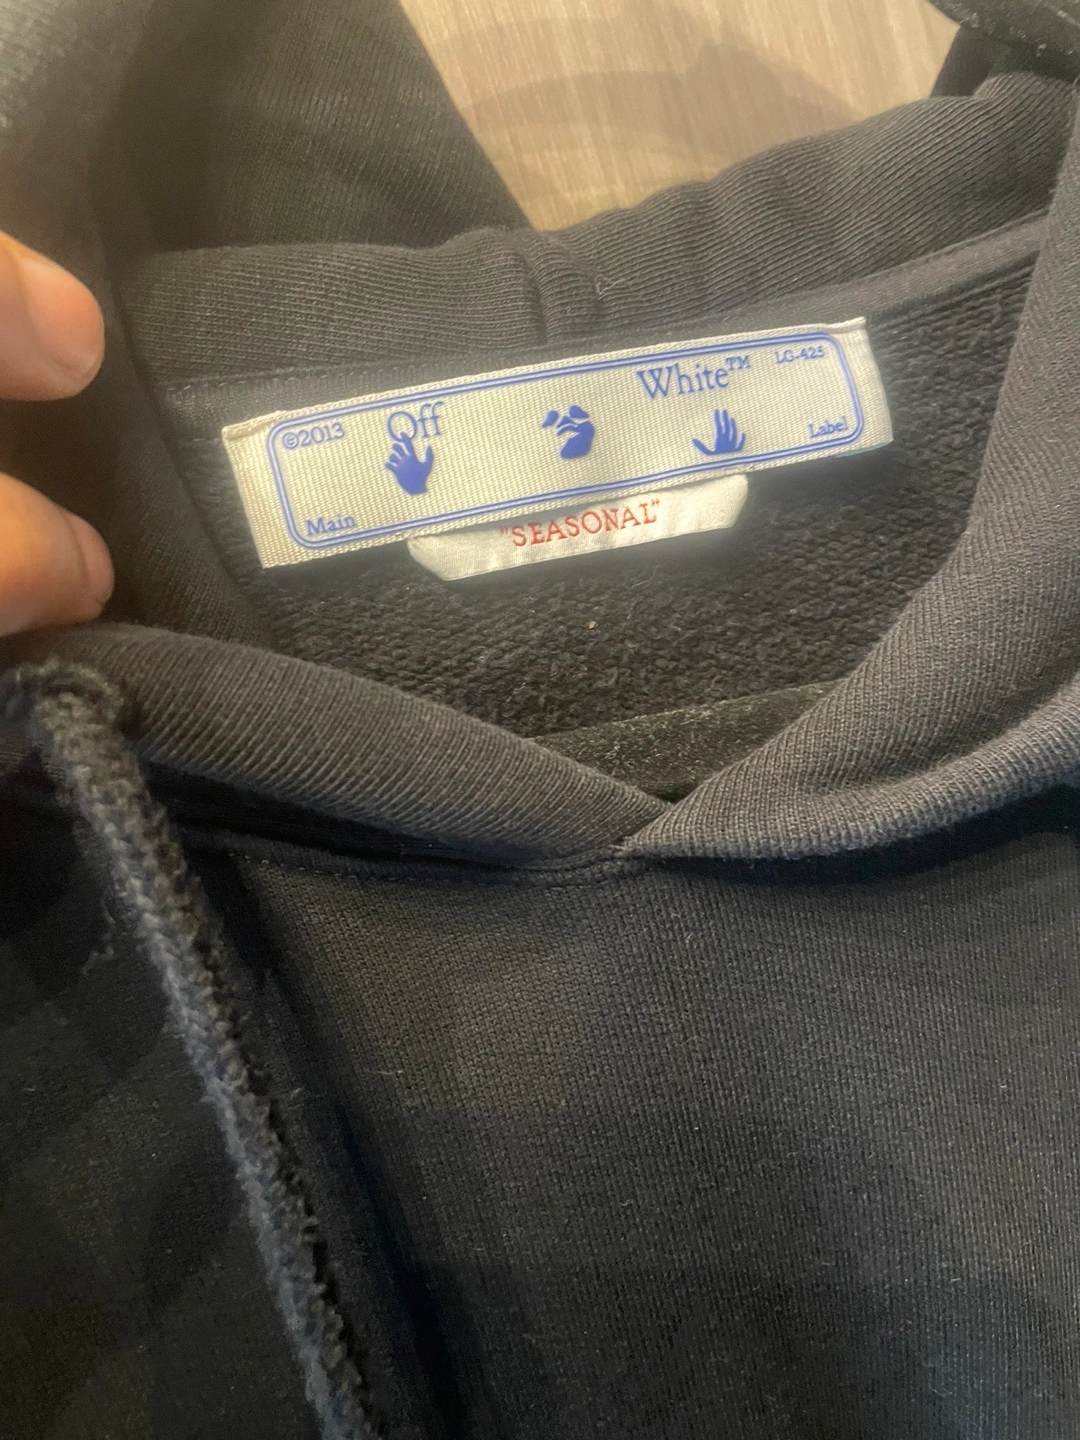 ©2013 Off White™ LG-425
Main Label
"SEASONAL"